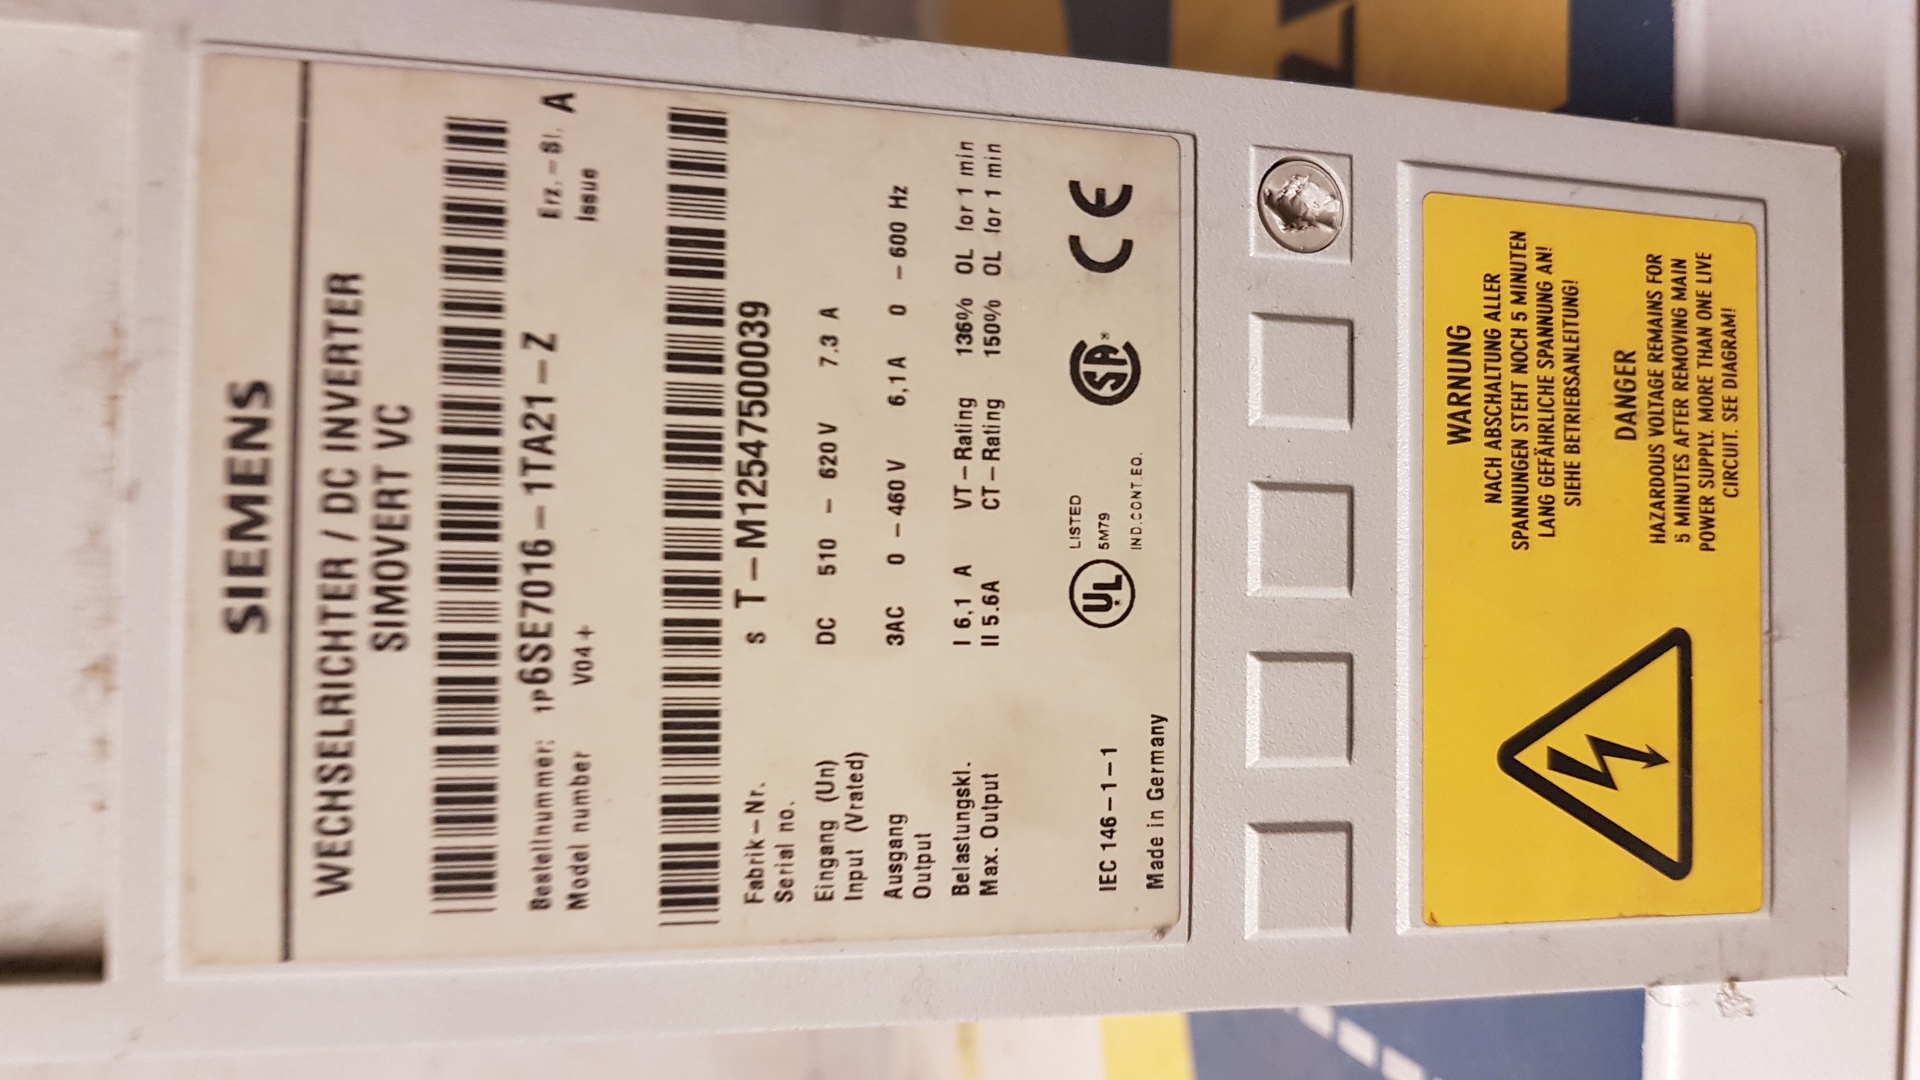 SIEMENS
WECHSELRICHTER / DC INVERTER
SIMOVERT VC
Bestellnummer: 1P6SE7016-1TA21-Z Erz.-St. A
Model number V04+ Issue
Fabrik-Nr. S T-M12547500039
Serial no.
Eingang (Un) DC 510 - 620 V 7.3 A
Input (Vrated)
Ausgang 3AC 0 - 460 V 6,1A 0 - 600 Hz
Output
Belastungskl. I 6,1 A VT-Rating 136% OL for 1 min
Max. Output II 5.6A CT-Rating 150% OL for 1 min
IEC 146-1-1 UL LISTED 5M79 IND.CONT.EQ. SA CE
Made in Germany
WARNUNG
NACH ABSCHALTUNG ALLER
SPANNUNGEN STEHT NOCH 5 MINUTEN
LANG GEFÄHRLICHE SPANNUNG AN!
SIEHE BETRIEBSANLEITUNG!
DANGER
HAZARDOUS VOLTAGE REMAINS FOR
5 MINUTES AFTER REMOVING MAIN
POWER SUPPLY. MORE THAN ONE LIVE
CIRCUIT. SEE DIAGRAM!